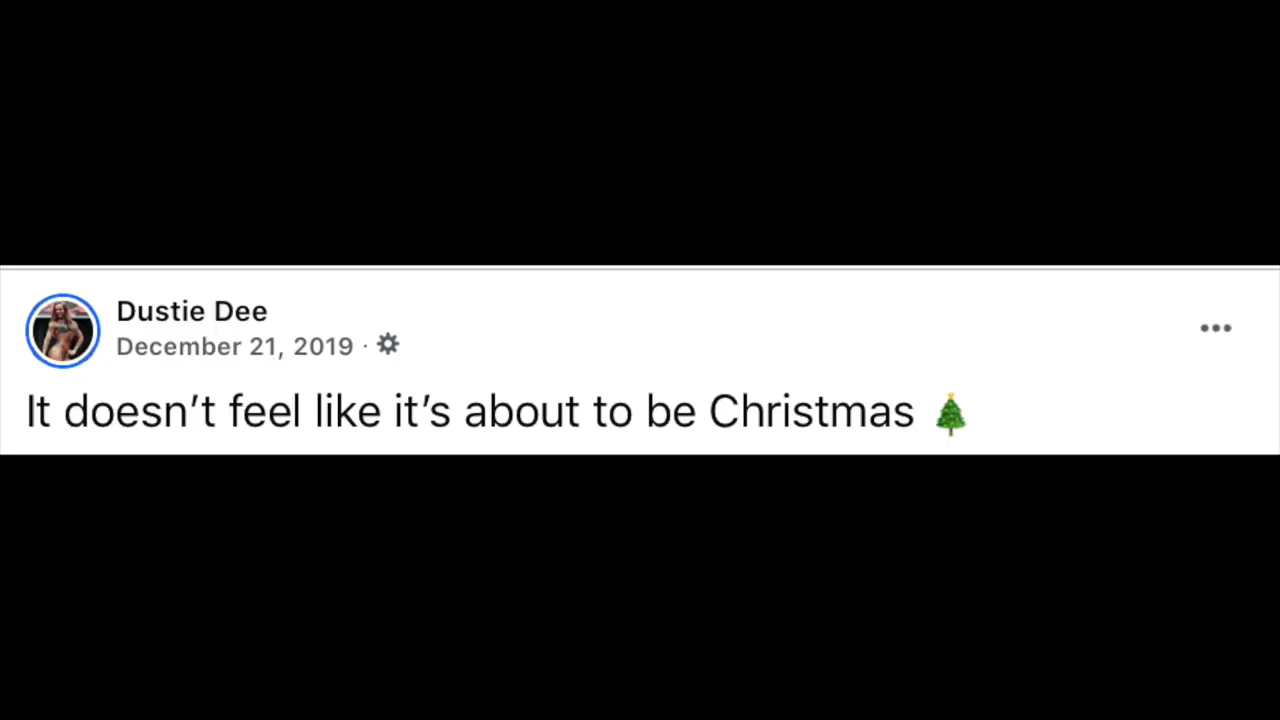 Dustie Dee
December 21, 2019 ·
It doesn’t feel like it’s about to be Christmas 🎄